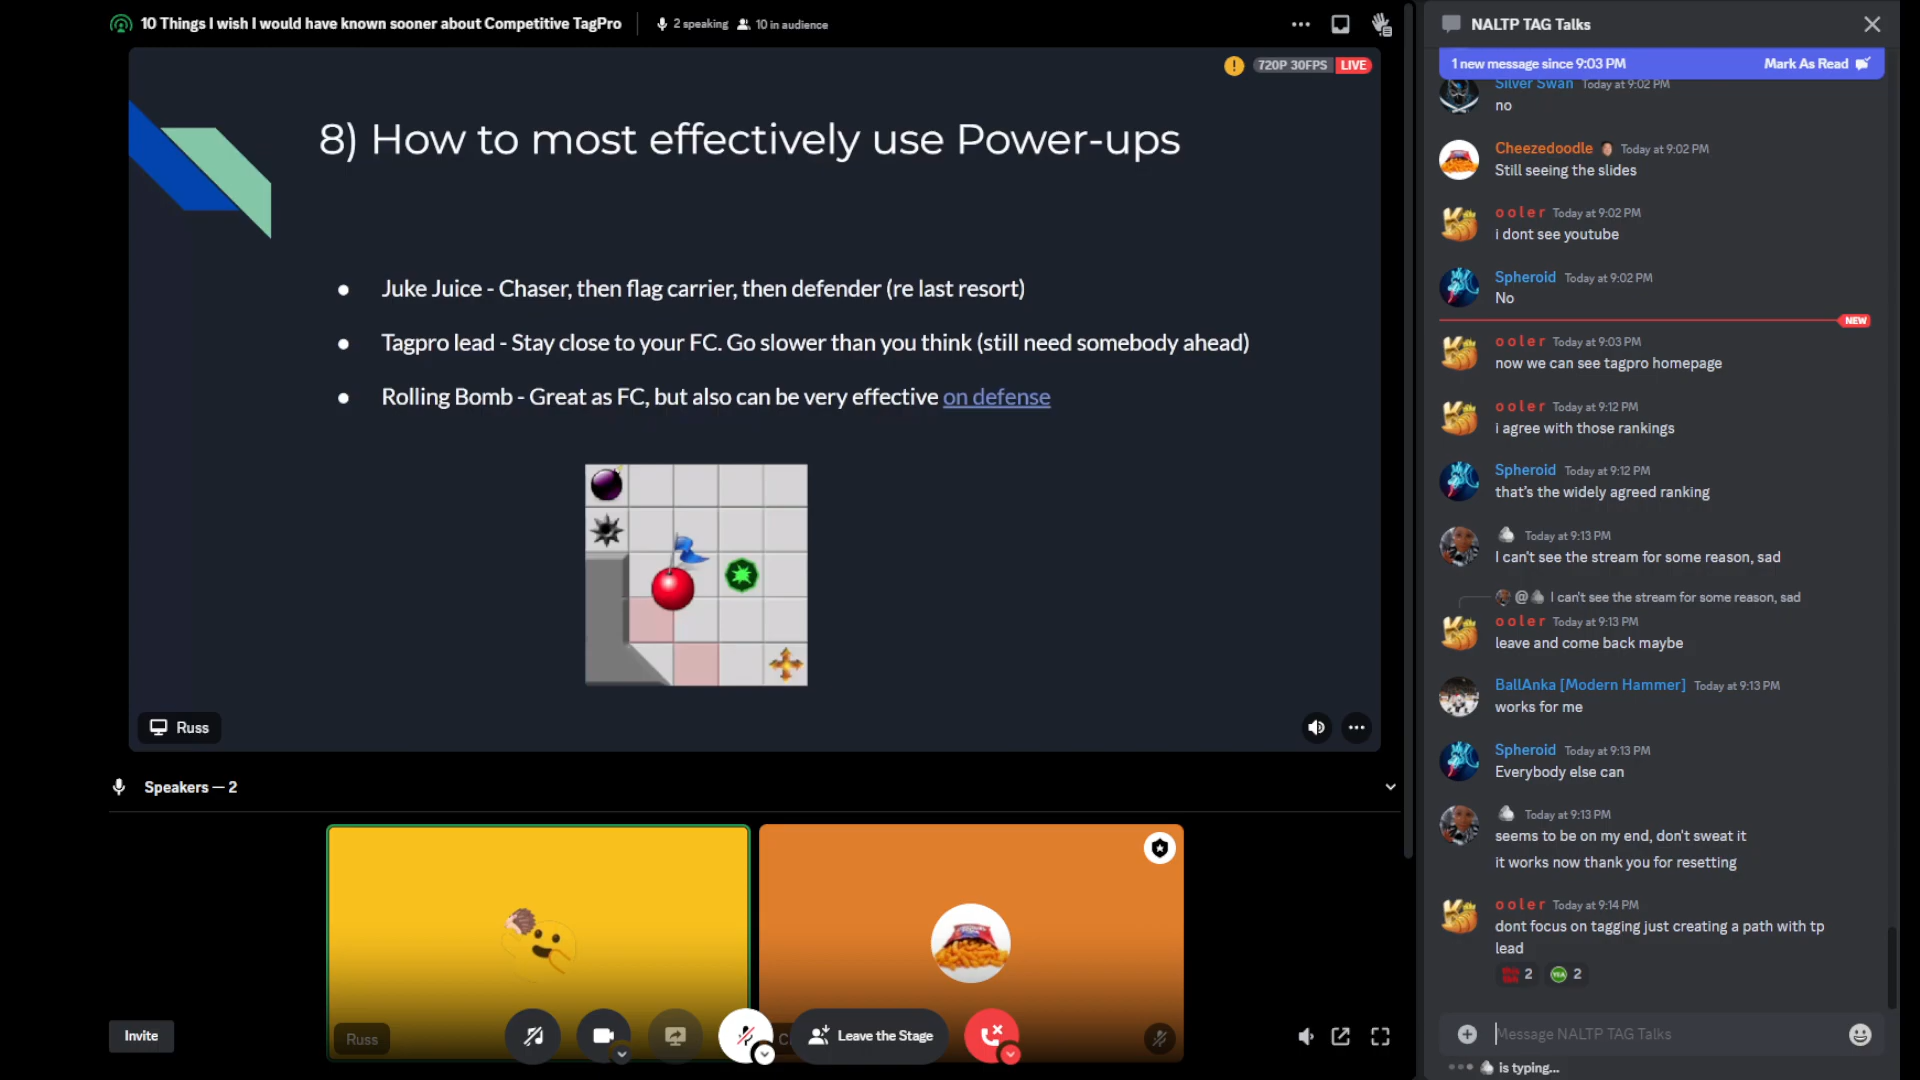 10 Things I wish I would have known sooner about Competitive TagPro
2 speaking
10 in audience
720P 30FPS
LIVE
8) How to most effectively use Power-ups
Juke Juice - Chaser, then flag carrier, then defender (re last resort)
Tagpro lead - Stay close to your FC. Go slower than you think (still need somebody ahead)
Rolling Bomb - Great as FC, but also can be very effective on defense
Russ
Speakers — 2
Russ
Invite
Leave the Stage
NALTP TAG Talks
1 new message since 9:03 PM
Mark As Read
Silver Swan Today at 9:02 PM
no
Cheezedoodle Today at 9:02 PM
Still seeing the slides
o o l e r Today at 9:02 PM
i dont see youtube
Spheroid Today at 9:02 PM
No
NEW
o o l e r Today at 9:03 PM
now we can see tagpro homepage
o o l e r Today at 9:12 PM
i agree with those rankings
Spheroid Today at 9:12 PM
that's the widely agreed ranking
Today at 9:13 PM
I can't see the stream for some reason, sad
@ I can't see the stream for some reason, sad
o o l e r Today at 9:13 PM
leave and come back maybe
BallAnka [Modern Hammer] Today at 9:13 PM
works for me
Spheroid Today at 9:13 PM
Everybody else can
Today at 9:13 PM
seems to be on my end, don't sweat it
it works now thank you for resetting
o o l e r Today at 9:14 PM
dont focus on tagging just creating a path with tp
lead
2
YEA 2
Message NALTP TAG Talks
is typing...